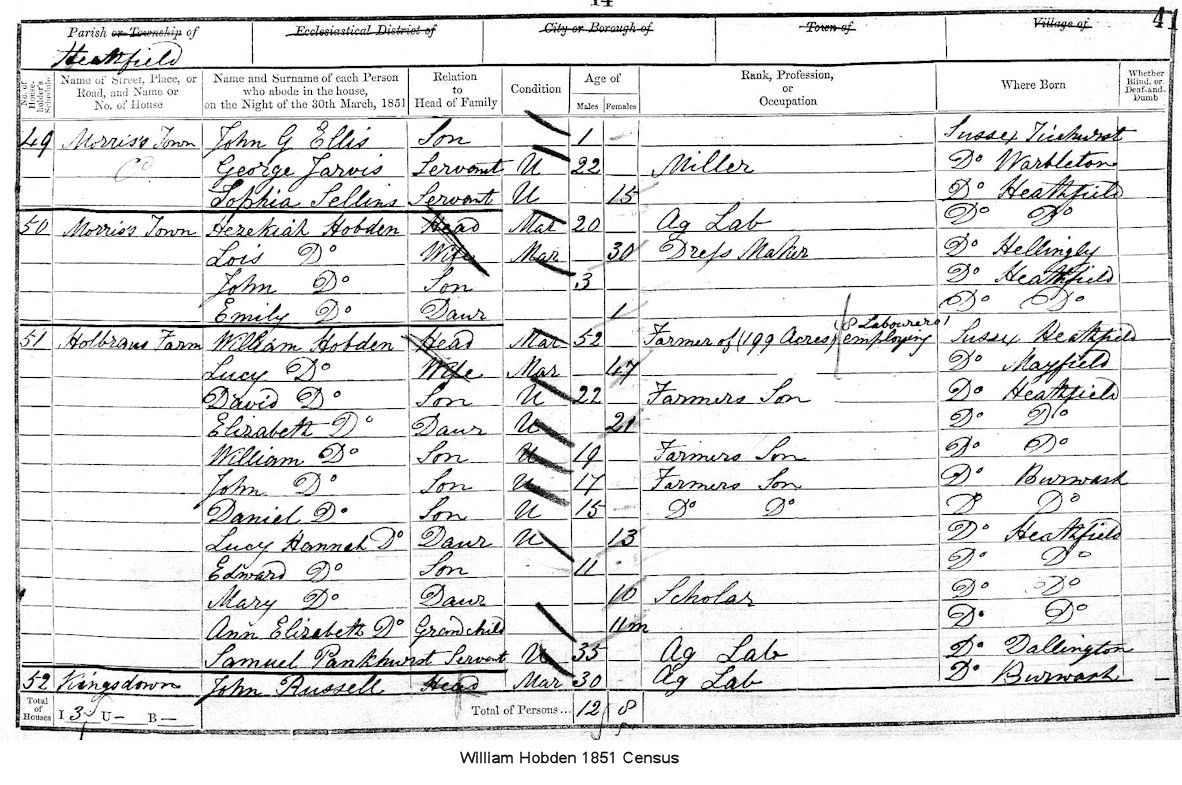 14
41
Parish or Township of Ecclesiastical District of City or Borough of Town of Village of
Heathfield
No. of House-holder's Schedule Name of Street, Place, or Road, and Name or No. of House Name and Surname of each Person who abode in the house, on the Night of the 30th March, 1851 Relation to Head of Family Condition Age of Males Females Rank, Profession, or Occupation Where Born Whether Blind, or Deaf-and-Dumb
49 Morris's Town John G Ellis Son 1 Sussex Ticehurst
George Jarvis Servant U 22 Miller Do Warbleton
Sophia Sellins Servant U 15 Do Heathfield
50 Morris's Town Hezekiah Hobden Head Mar 20 Ag Lab Do Do
Lois Do Wife Mar 30 Dress Maker Do Hellingly
John Do Son 3 Do Heathfield
Emily Do Daur 1 Do Do
51 Holbrans Farm William Hobden Head Mar 52 Farmer of (199 Acres) employing (8 Labourers) Sussex Heathfield
Lucy Do Wife Mar 47 Do Mayfield
David Do Son U 22 Farmers Son Do Heathfield
Elizabeth Do Daur U 21 Do Do
William Do Son U 19 Farmers Son Do Do
John Do Son U 17 Farmers Son Do Burwash
Daniel Do Son U 15 Do Do Do Do
Lucy Hannah Do Daur U 13 Do Heathfield
Edward Do Son 11 Do Do
Mary Do Daur 10 Scholar Do Do
Ann Elizabeth Do Grandchild 11m Do Do
Samuel Pankhurst Servant U 35 Ag Lab Do Dallington
52 Kingsdown John Russell Head Mar 30 Ag Lab Do Burwash
Total of Houses I 3 U – B – Total of Persons... 12 8
William Hobden 1851 Census